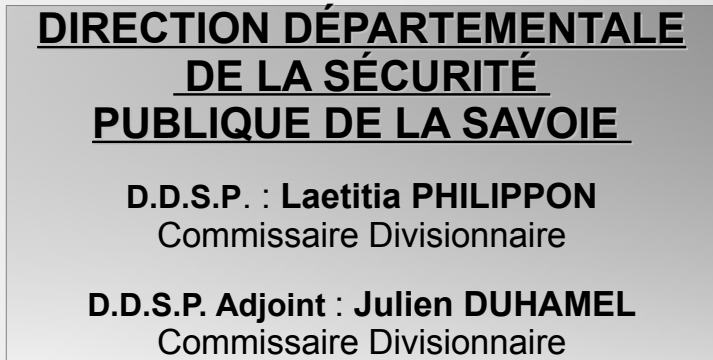 DIRECTION DÉPARTEMENTALE
DE LA SÉCURITÉ
PUBLIQUE DE LA SAVOIE
D.D.S.P. : Laetitia PHILIPPON
Commissaire Divisionnaire
D.D.S.P. Adjoint : Julien DUHAMEL
Commissaire Divisionnaire